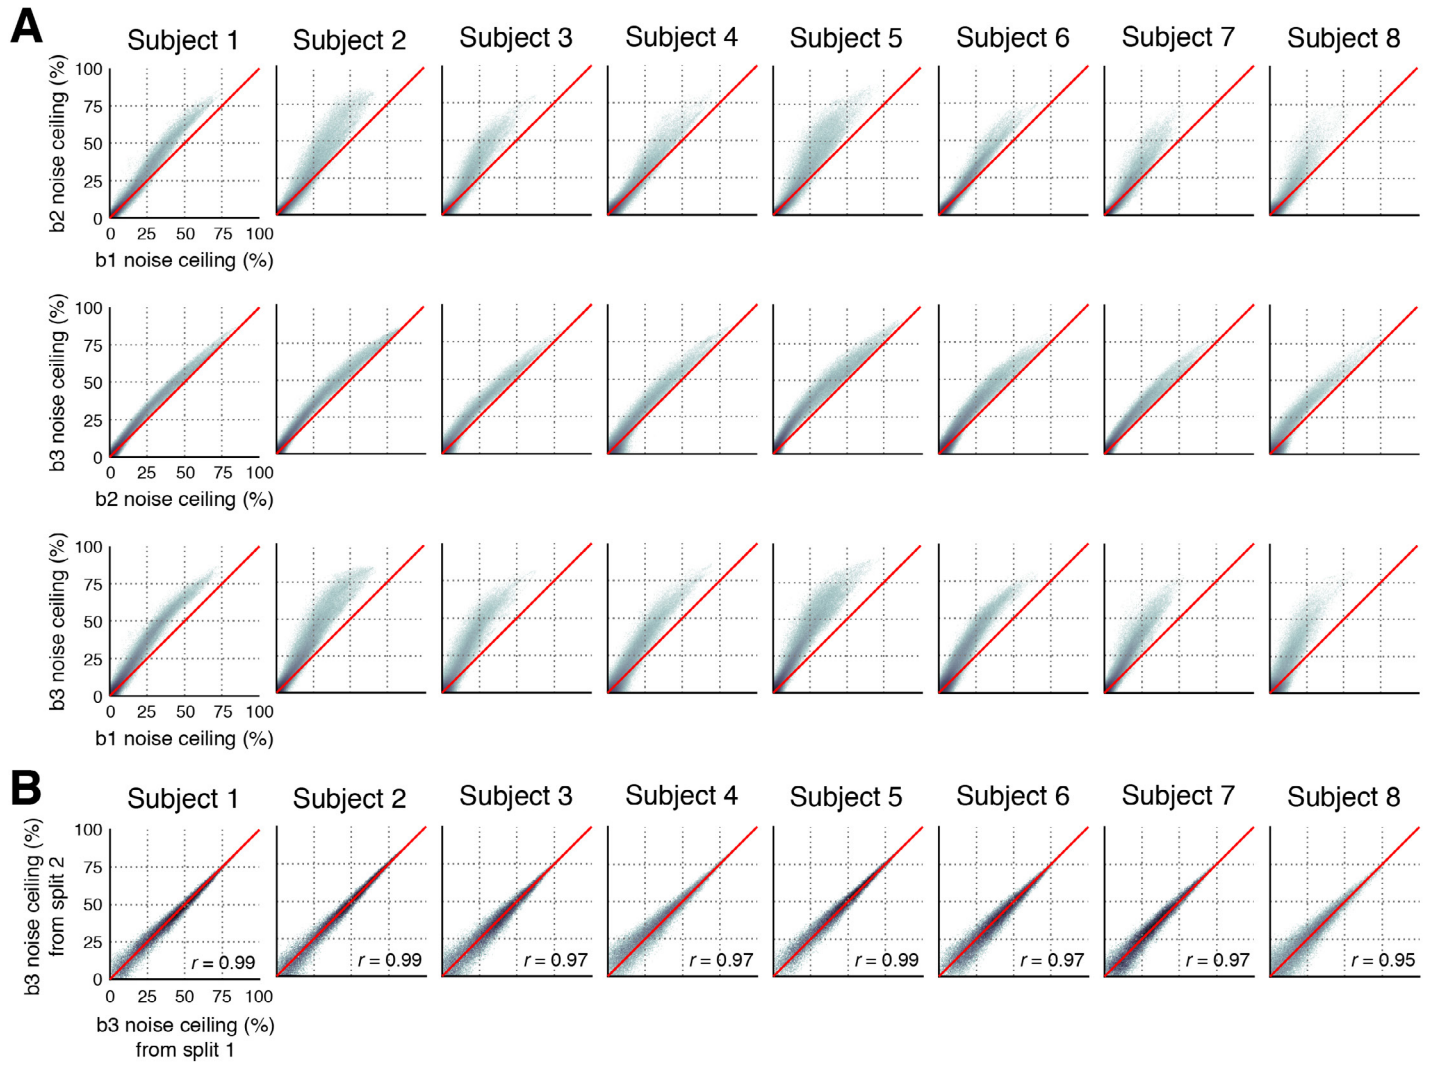 A
Subject 1 Subject 2 Subject 3 Subject 4 Subject 5 Subject 6 Subject 7 Subject 8
b2 noise ceiling (%)
100
75
50
25
0
0 25 50 75 100
b1 noise ceiling (%)
b3 noise ceiling (%)
100
75
50
25
0
0 25 50 75 100
b2 noise ceiling (%)
b3 noise ceiling (%)
100
75
50
25
0
0 25 50 75 100
b1 noise ceiling (%)
B
Subject 1 Subject 2 Subject 3 Subject 4 Subject 5 Subject 6 Subject 7 Subject 8
b3 noise ceiling (%)
from split 2
100
75
50
25
0
r = 0.99 r = 0.99 r = 0.97 r = 0.97 r = 0.99 r = 0.97 r = 0.97 r = 0.95
0 25 50 75 100
b3 noise ceiling (%)
from split 1